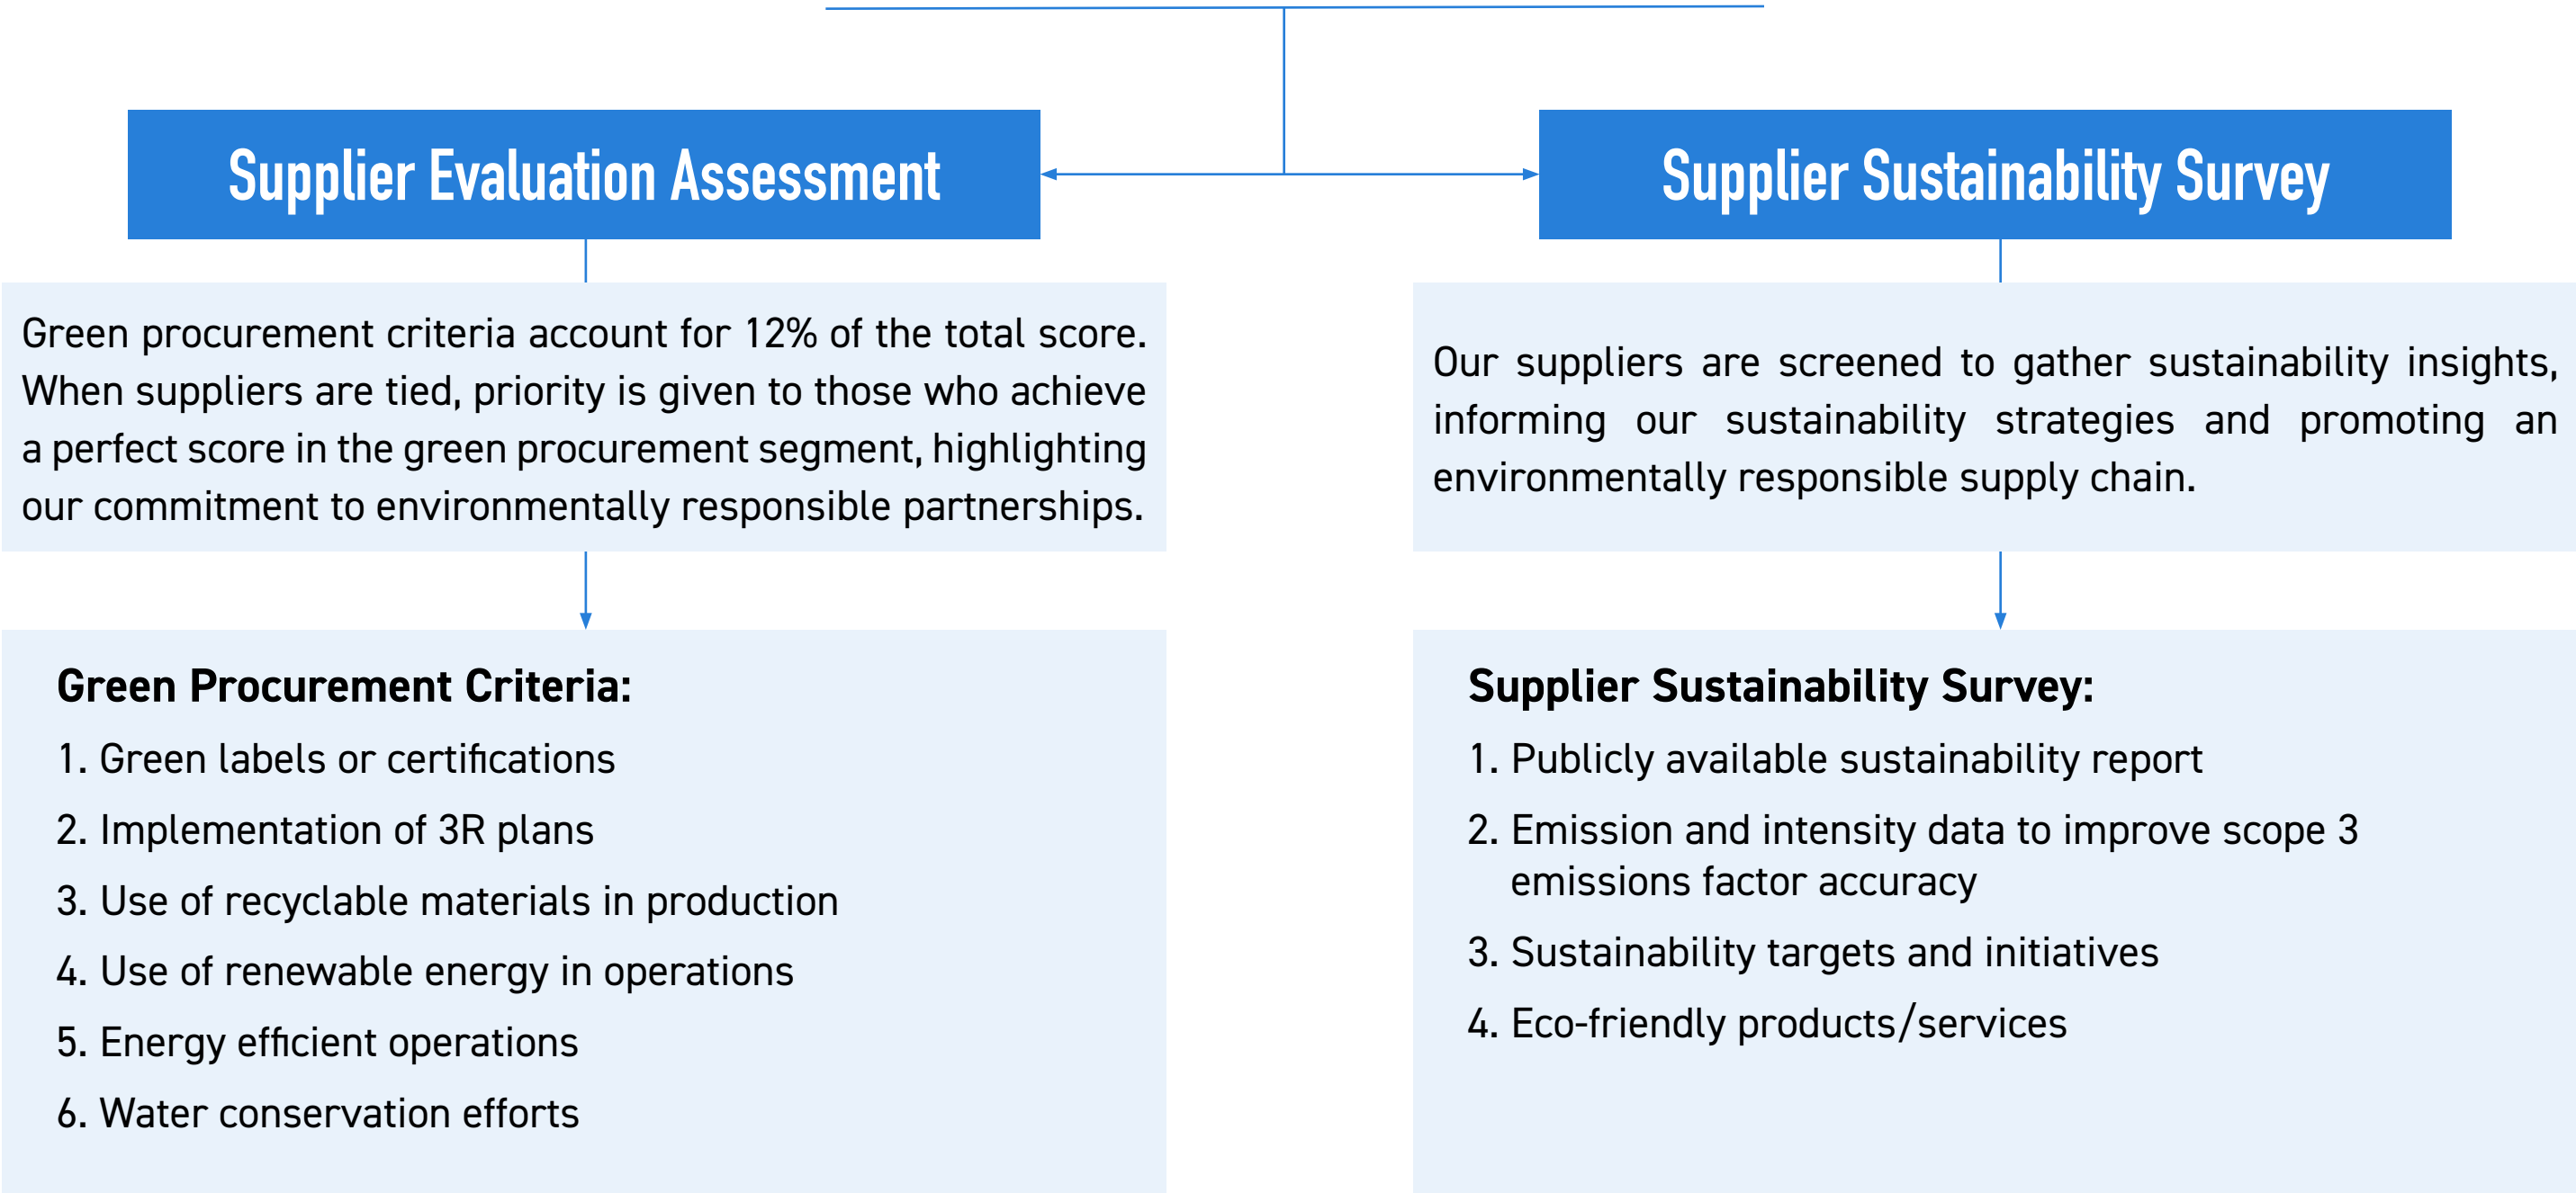 Supplier Evaluation Assessment
Green procurement criteria account for 12% of the total score.
When suppliers are tied, priority is given to those who achieve
a perfect score in the green procurement segment, highlighting
our commitment to environmentally responsible partnerships.
Green Procurement Criteria:
1. Green labels or certifications
2. Implementation of 3R plans
3. Use of recyclable materials in production
4. Use of renewable energy in operations
5. Energy efficient operations
6. Water conservation efforts
Supplier Sustainability Survey
Our suppliers are screened to gather sustainability insights,
informing our sustainability strategies and promoting an
environmentally responsible supply chain.
Supplier Sustainability Survey:
1. Publicly available sustainability report
2. Emission and intensity data to improve scope 3
emissions factor accuracy
3. Sustainability targets and initiatives
4. Eco-friendly products/services